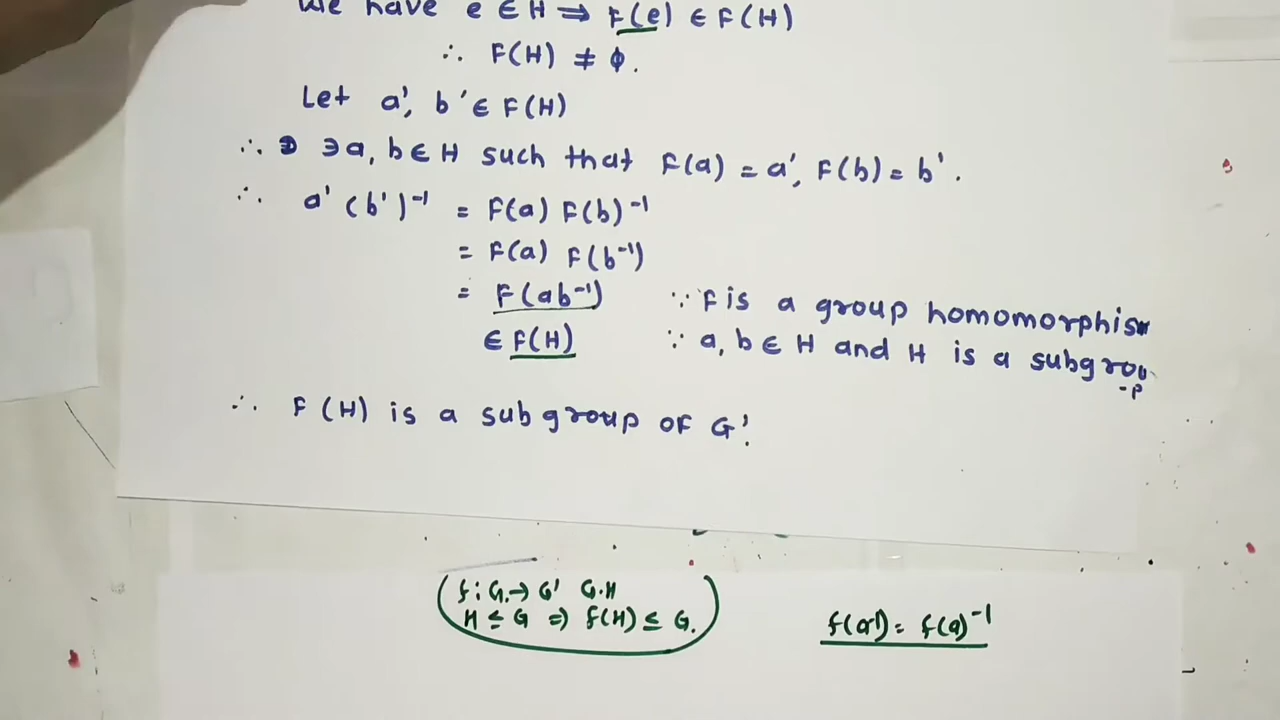 We have e ∈ H ⇒ F(e) ∈ F(H)
∴ F(H) ≠ ϕ.
Let a', b' ∈ F(H)
∴ ∃ a, b ∈ H such that F(a) = a', F(b) = b'.
∴ a' (b')⁻¹ = F(a) F(b)⁻¹
= F(a) F(b⁻¹)
= F(ab⁻¹) ∵ F is a group homomorphism
∈ F(H) ∵ a, b ∈ H and H is a subgrou
-p
∴ F(H) is a subgroup of G'.
f: G → G' G.H
H ≤ G ⇒ f(H) ≤ G.
f(a⁻¹) = f(a)⁻¹